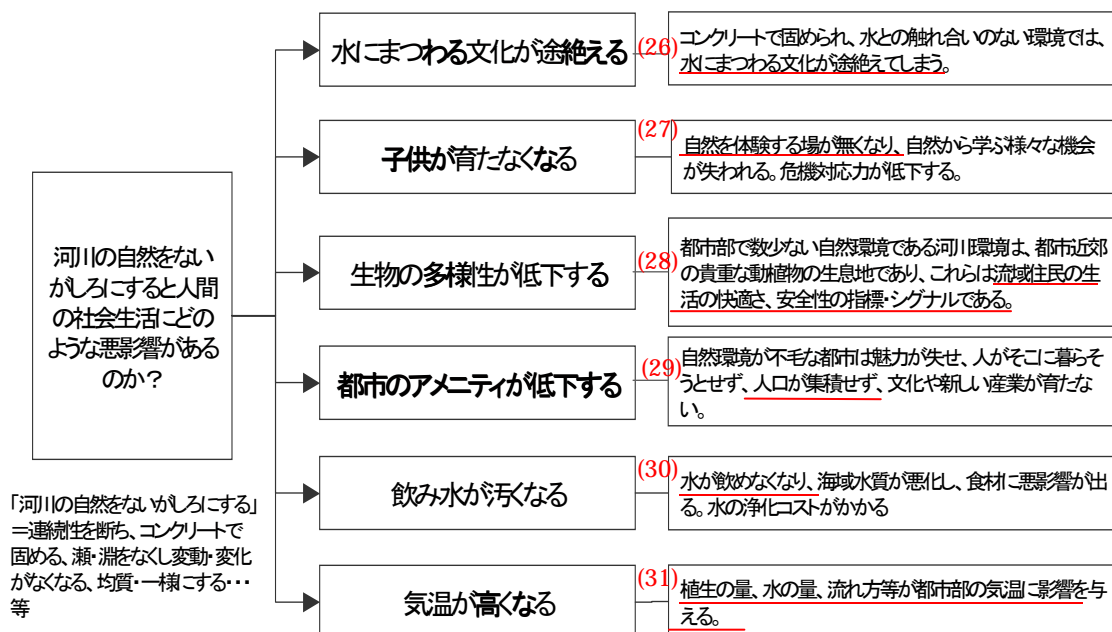 水にまつわる文化が途絶える
(26)
コンクリートで固められ、水との触れ合いのない環境では、
水にまつわる文化が途絶えてしまう。
子供が育たなくなる
(27)
自然を体験する場が無くなり、自然から学ぶ様々な機会
が失われる。危機対応力が低下する。
河川の自然をない
がしろにすると人間
の社会生活にどの
ような悪影響がある
のか？
生物の多様性が低下する
(28)
都市部で数少ない自然環境である河川環境は、都市近郊
の貴重な動植物の生息地であり、これらは流域住民の生
活の快適さ、安全性の指標・シグナルである。
都市のアメニティが低下する
(29)
自然環境が不毛な都市は魅力が失せ、人がそこに暮らそ
うとせず、人口が集積せず、文化や新しい産業が育たな
い。
飲み水が汚くなる
(30)
水が飲めなくなり、海域水質が悪化し、食材に悪影響が出
る。水の浄化コストがかかる
「河川の自然をないがしろにする」
＝連続性を断ち、コンクリートで
固める、瀬・淵をなくし変動・変化
がなくなる、均質・一様にする・・・
等
気温が高くなる
(31)
植生の量、水の量、流れ方等が都市部の気温に影響を与
える。